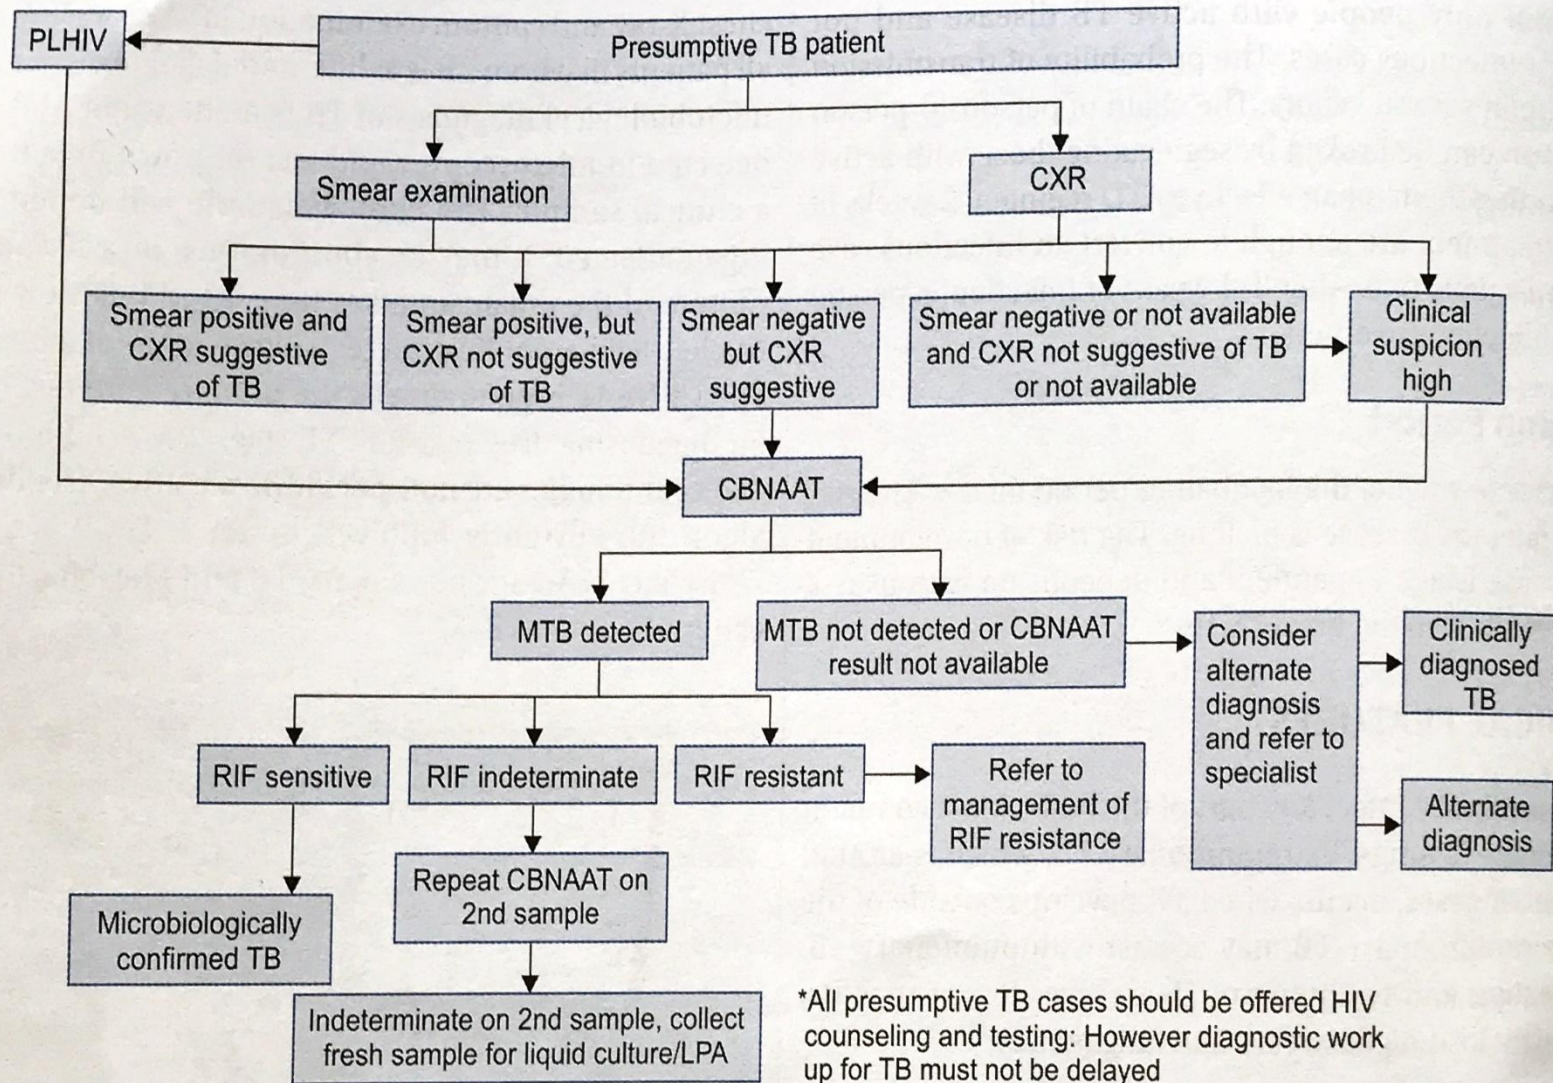 PLHIV
Presumptive TB patient
Smear examination
CXR
Smear positive and
CXR suggestive
of TB
Smear positive, but
CXR not suggestive
of TB
Smear negative
but CXR
suggestive
Smear negative or not available
and CXR not suggestive of TB
or not available
Clinical
suspicion
high
CBNAAT
MTB detected
MTB not detected or CBNAAT
result not available
Consider
alternate
diagnosis
and refer to
specialist
Clinically
diagnosed
TB
Alternate
diagnosis
RIF sensitive
RIF indeterminate
RIF resistant
Refer to
management of
RIF resistance
Microbiologically
confirmed TB
Repeat CBNAAT on
2nd sample
Indeterminate on 2nd sample, collect
fresh sample for liquid culture/LPA
*All presumptive TB cases should be offered HIV
counseling and testing: However diagnostic work
up for TB must not be delayed